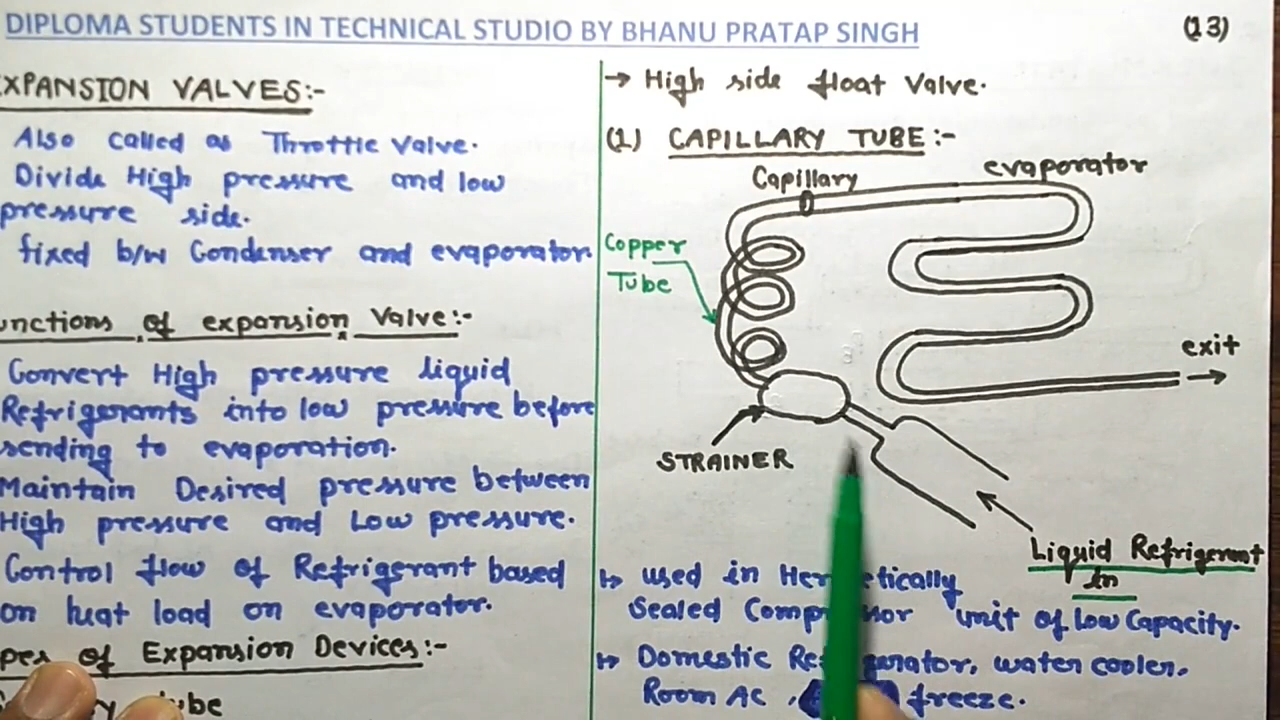 DIPLOMA STUDENTS IN TECHNICAL STUDIO BY BHANU PRATAP SINGH
(13)
XPANSION VALVES:-
Also called as Throttle Valve.
Divide High pressure and low
pressure side.
fixed b/w Condenser and evaporator.
unctions of expansion Valve:-
Convert High pressure liquid
Refrigerants into low pressure before
sending to evaporation.
Maintain Desired pressure between
High pressure and Low pressure.
Control flow of Refrigerant based
on heat load on evaporator.
pes of Expansion Devices:-
→ High side float Valve.
(1) CAPILLARY TUBE:-
Capillary
evaporator
Copper
Tube
exit
STRAINER
Liquid Refrigerant
In
used in Hermetically
Sealed Compressor unit of Low Capacity.
Domestic Refrigerator, water cooler,
Room AC, freeze.